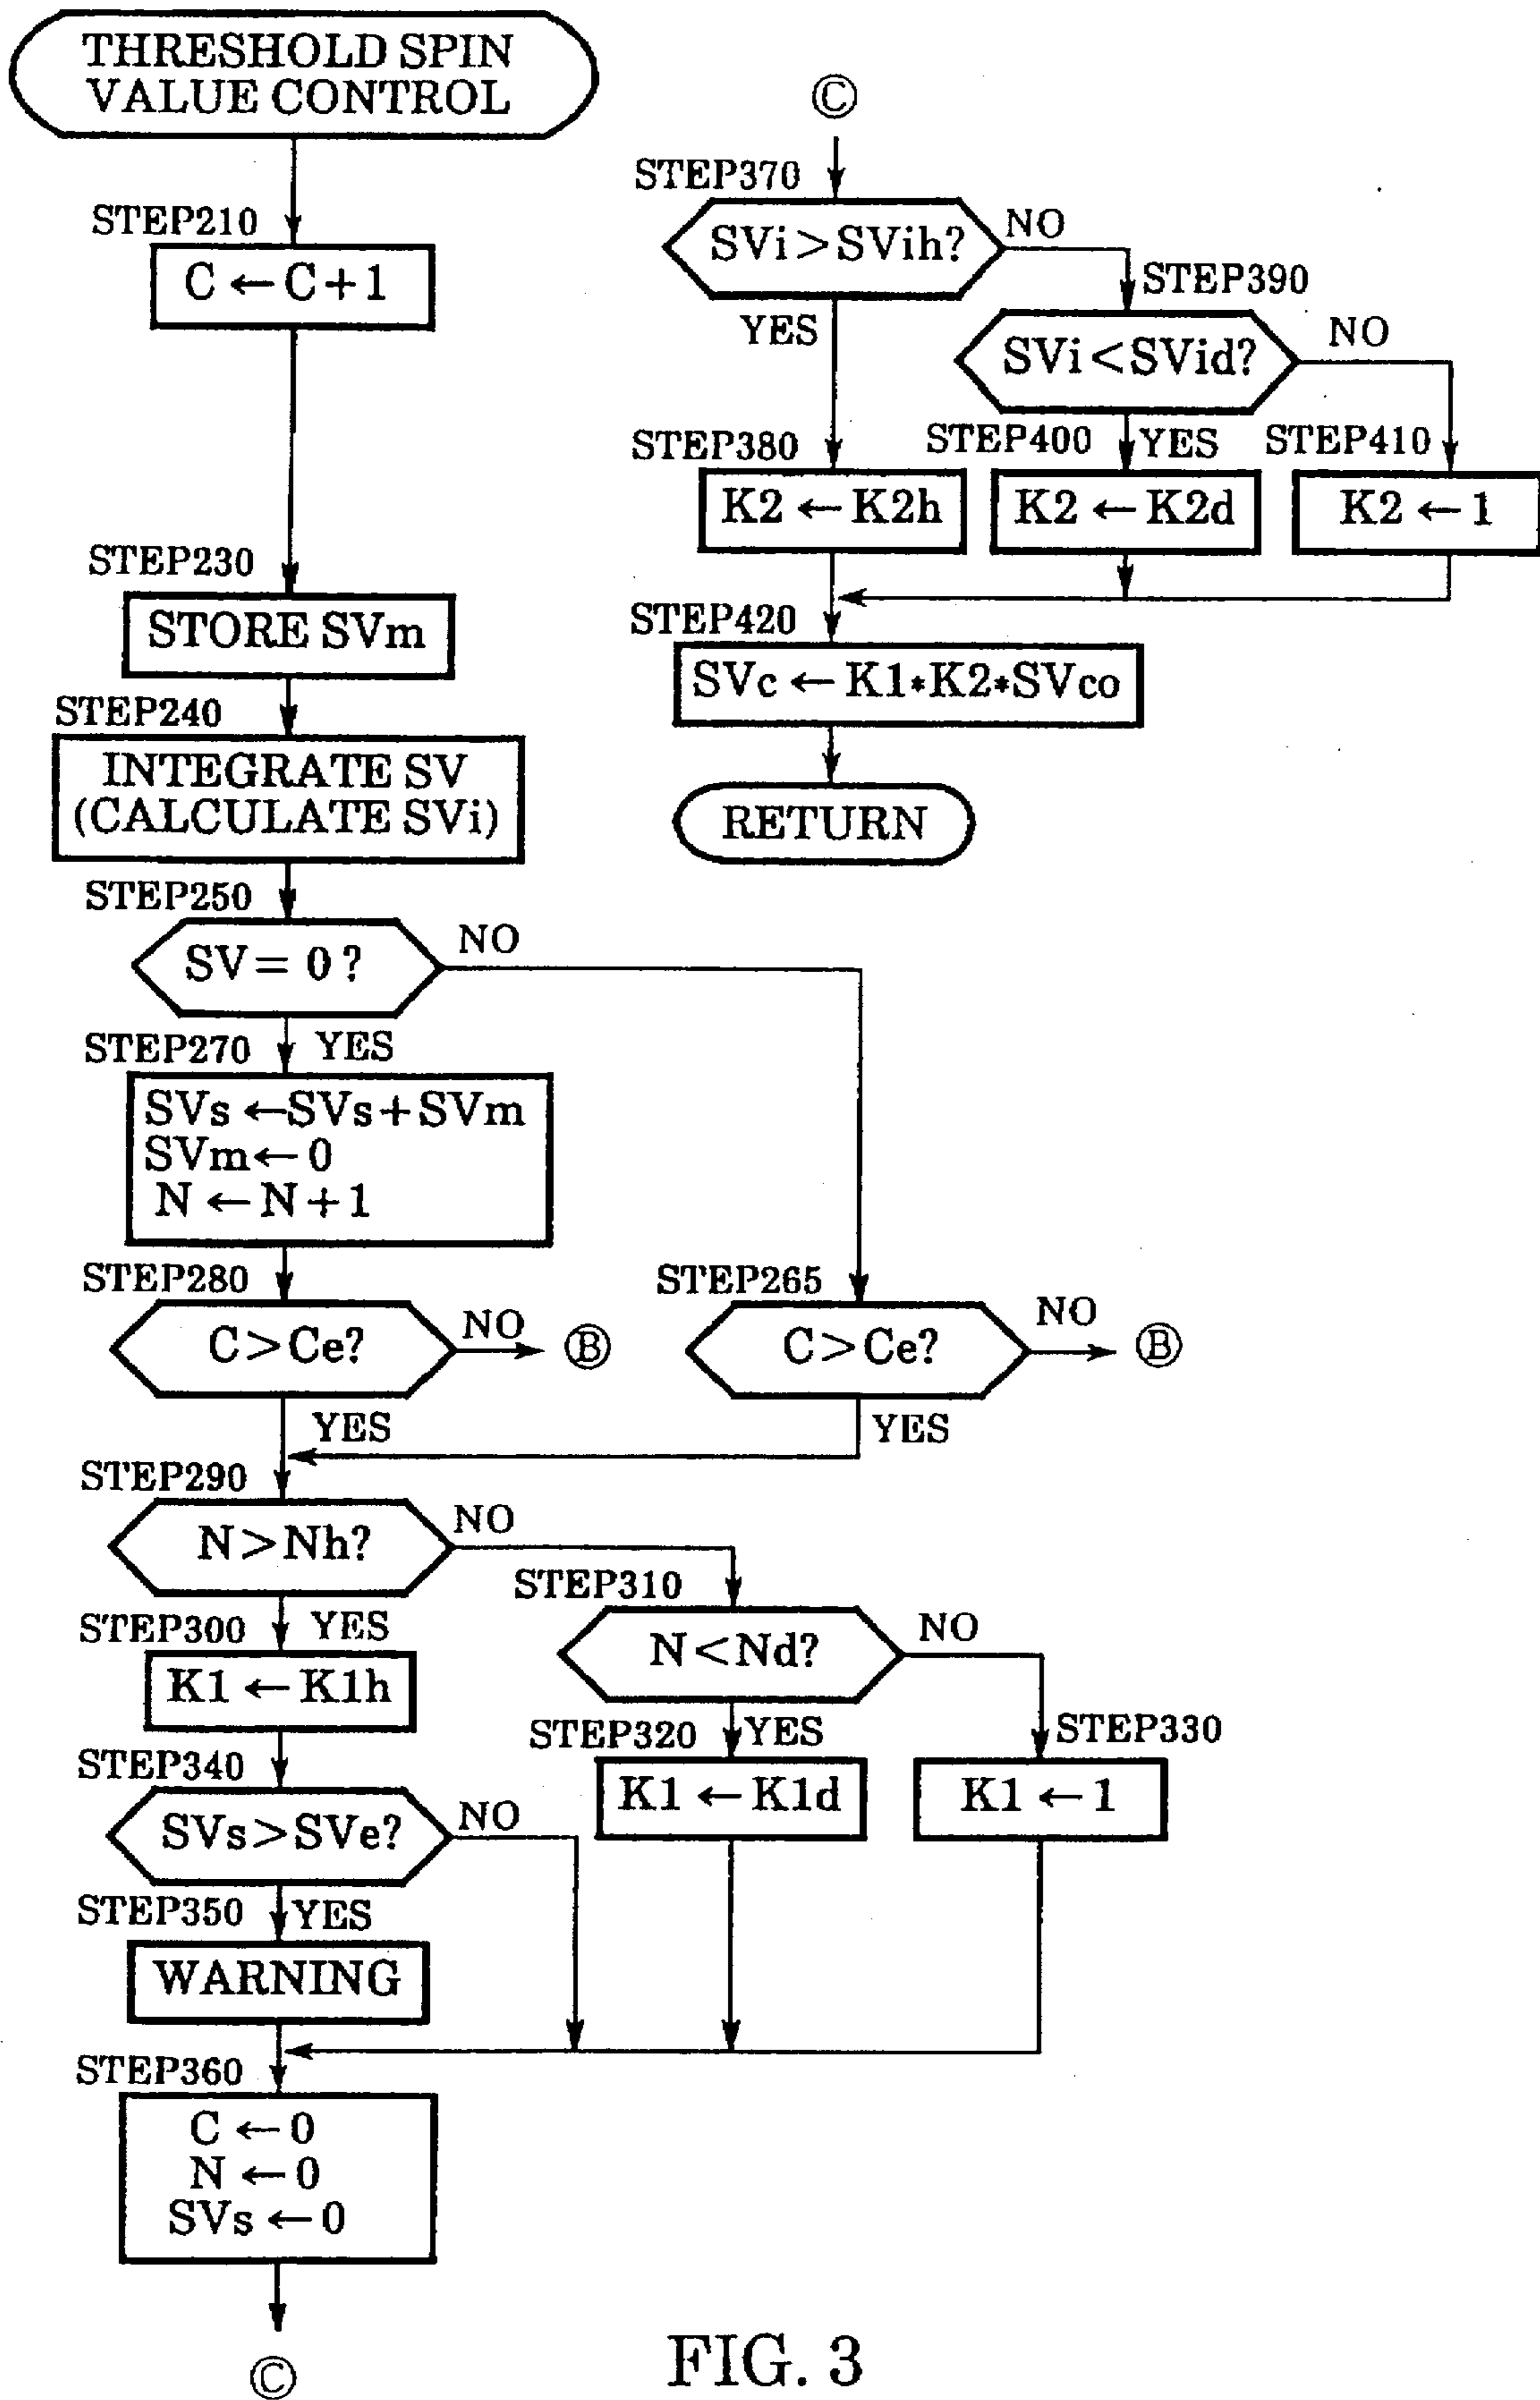 THRESHOLD SPIN
VALUE CONTROL
STEP210
C ← C+1
STEP230
STORE SVm
STEP240
INTEGRATE SV
(CALCULATE SVi)
STEP250
SV = 0 ?
NO
STEP270
YES
SVs ← SVs + SVm
SVm ← 0
N ← N + 1
STEP280
C > Ce?
NO
Ⓑ
YES
STEP265
C > Ce?
NO
Ⓑ
YES
STEP290
N > Nh?
NO
STEP300
YES
K1 ← K1h
STEP310
N < Nd?
NO
STEP320
YES
K1 ← K1d
STEP330
K1 ← 1
STEP340
SVs > SVe?
NO
STEP350
YES
WARNING
STEP360
C ← 0
N ← 0
SVs ← 0
Ⓒ
Ⓒ
STEP370
SVi > SVih?
NO
YES
STEP390
SVi < SVid?
NO
STEP380
K2 ← K2h
STEP400
YES
K2 ← K2d
STEP410
K2 ← 1
STEP420
SVc ← K1*K2*SVco
RETURN
FIG. 3